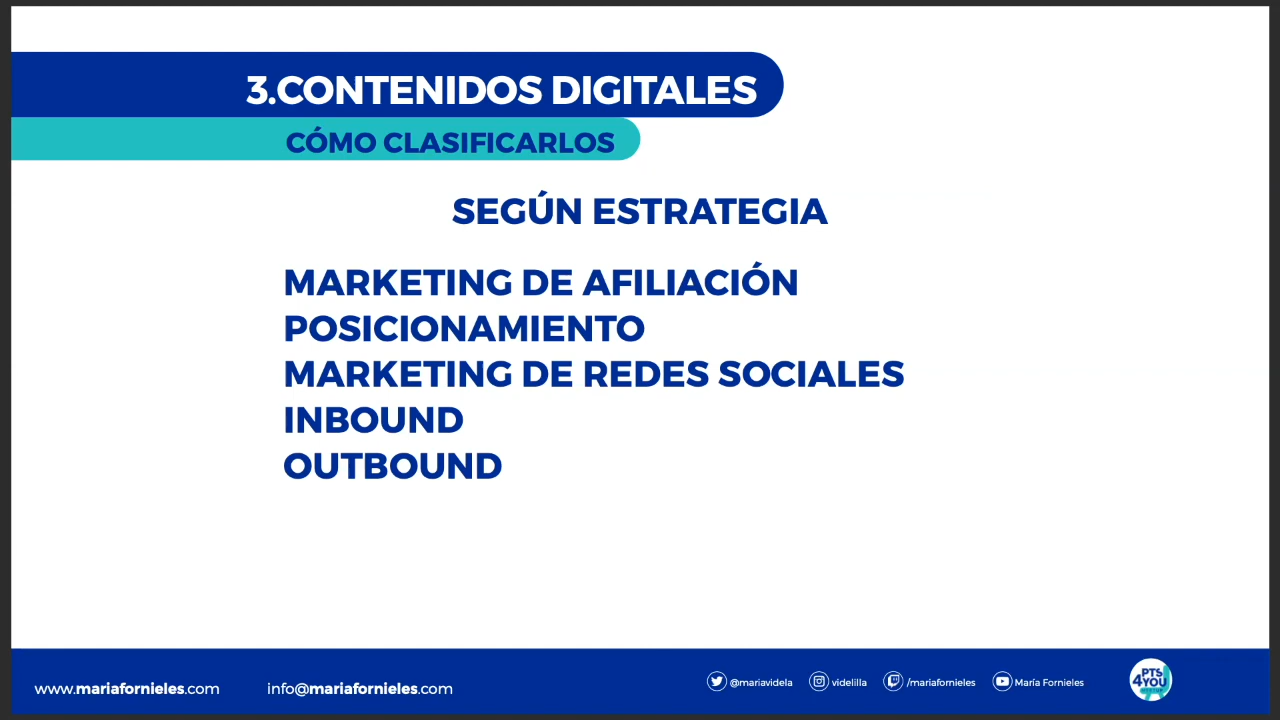 3.CONTENIDOS DIGITALES
CÓMO CLASIFICARLOS
SEGÚN ESTRATEGIA
MARKETING DE AFILIACIÓN
POSICIONAMIENTO
MARKETING DE REDES SOCIALES
INBOUND
OUTBOUND
www.mariafornieles.com info@mariafornieles.com @mariavidela videlilla /mariafornieles María Fornieles
PTS
4YOU